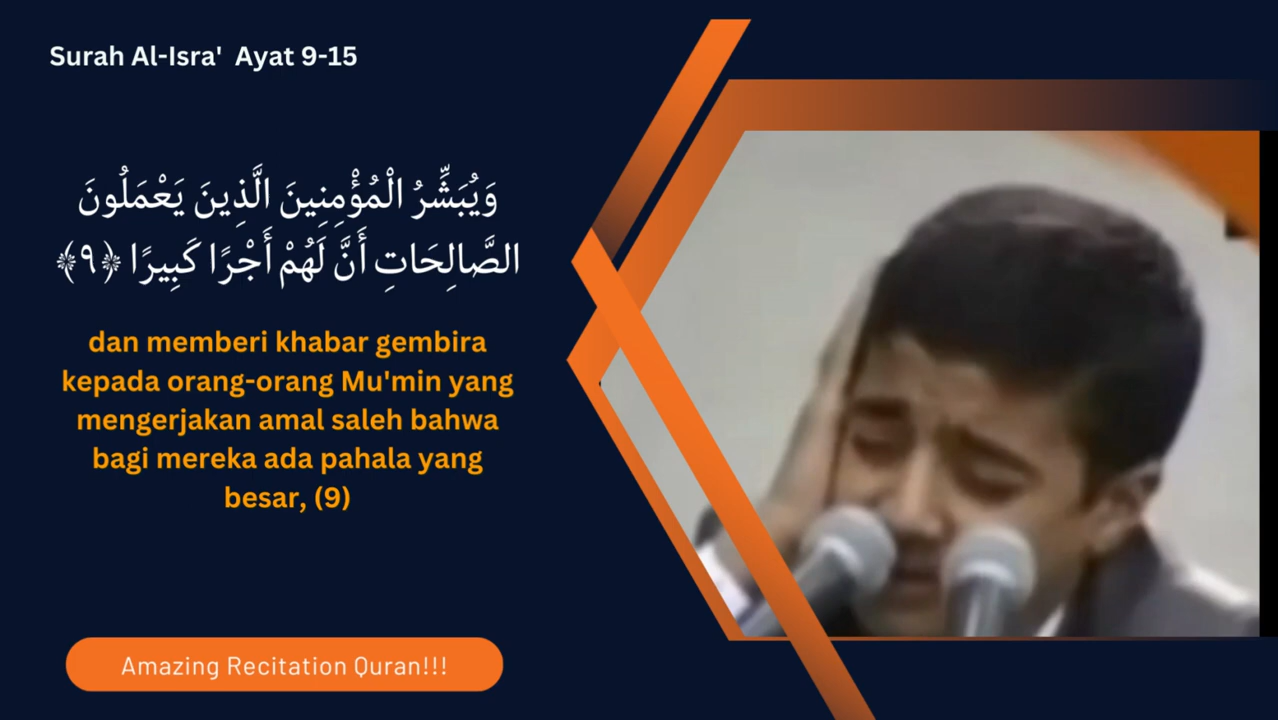 Surah Al-Isra' Ayat 9-15
وَيُبَشِّرُ الْمُؤْمِنِينَ الَّذِينَ يَعْمَلُونَ
الصَّالِحَاتِ أَنَّ لَهُمْ أَجْرًا كَبِيرًا ﴿٩﴾
dan memberi khabar gembira
kepada orang-orang Mu'min yang
mengerjakan amal saleh bahwa
bagi mereka ada pahala yang
besar, (9)
Amazing Recitation Quran!!!